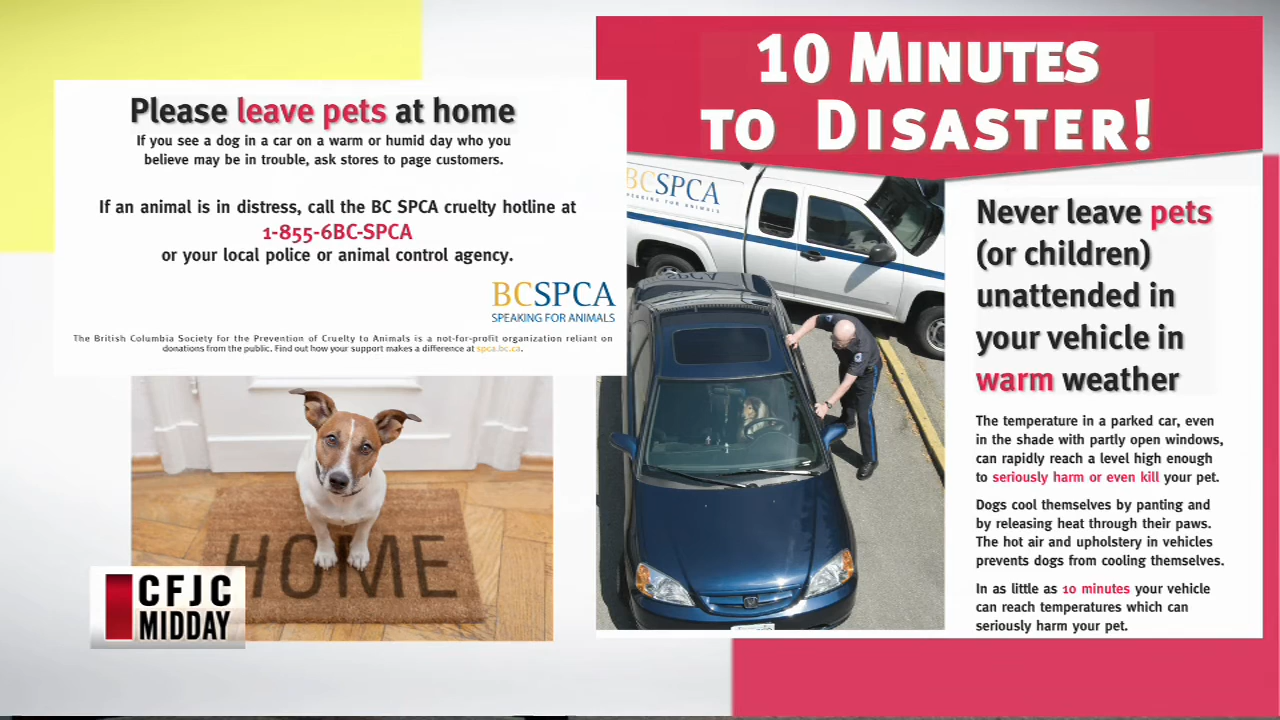 Please leave pets at home
If you see a dog in a car on a warm or humid day who you
believe may be in trouble, ask stores to page customers.
If an animal is in distress, call the BC SPCA cruelty hotline at
1-855-6BC-SPCA
or your local police or animal control agency.
BCSPCA
SPEAKING FOR ANIMALS
The British Columbia Society for the Prevention of Cruelty to Animals is a not-for-profit organization reliant on
donations from the public. Find out how your support makes a difference at spca.bc.ca.
HOME
CFJC
MIDDAY
10 MINUTES
TO DISASTER!
BCSPCA
SPEAKING FOR ANIMALS
Never leave pets
(or children)
unattended in
your vehicle in
warm weather
The temperature in a parked car, even
in the shade with partly open windows,
can rapidly reach a level high enough
to seriously harm or even kill your pet.
Dogs cool themselves by panting and
by releasing heat through their paws.
The hot air and upholstery in vehicles
prevents dogs from cooling themselves.
In as little as 10 minutes your vehicle
can reach temperatures which can
seriously harm your pet.